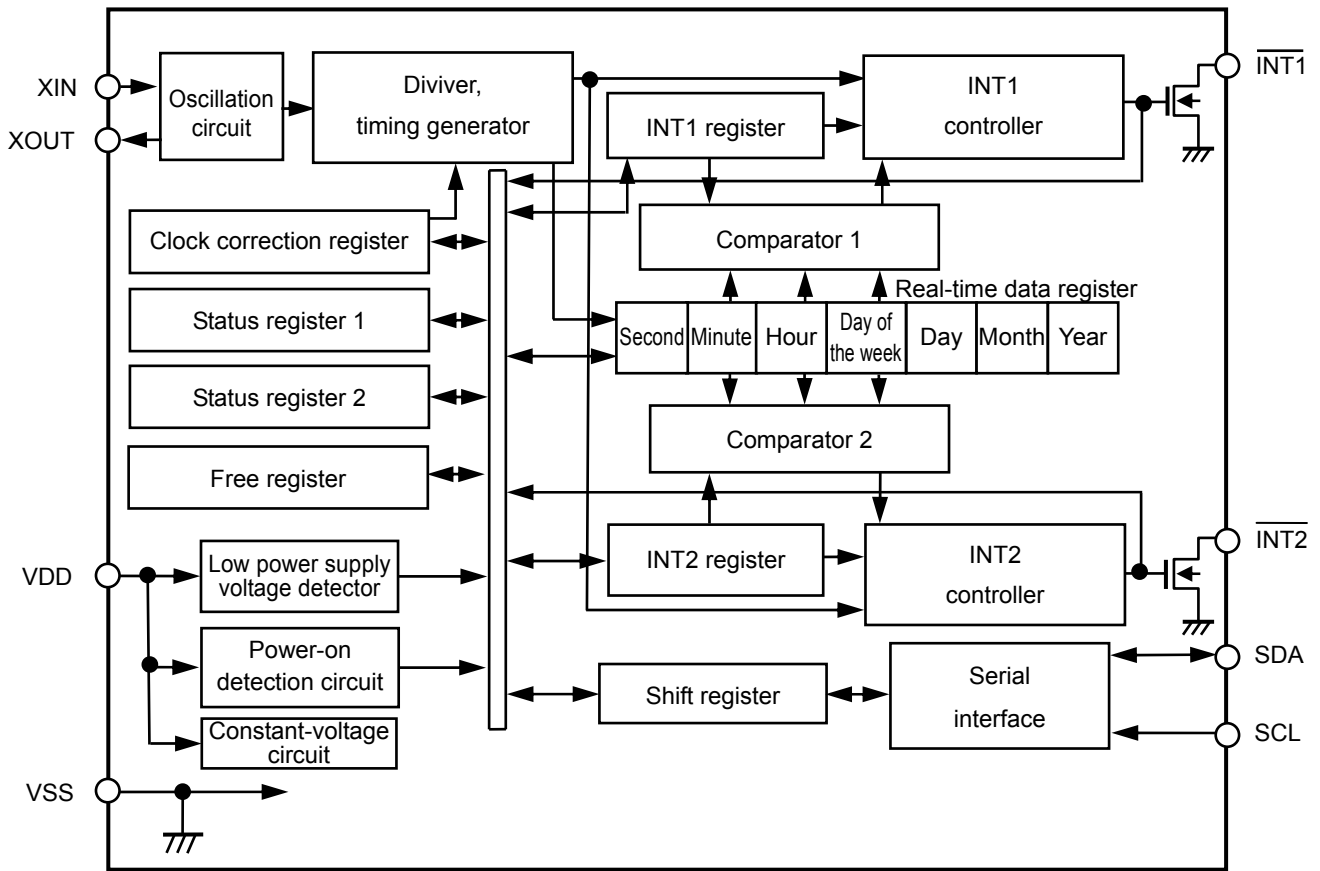 XIN
XOUT
Oscillation
circuit
Diviver,
timing generator
INT1 register
INT1
controller
INT1
Clock correction register
Comparator 1
Real-time data register
Status register 1
Second
Minute
Hour
Day of
the week
Day
Month
Year
Status register 2
Comparator 2
Free register
VDD
Low power supply
voltage detector
INT2 register
INT2
controller
INT2
Power-on
detection circuit
Shift register
Serial
interface
SDA
SCL
Constant-voltage
circuit
VSS